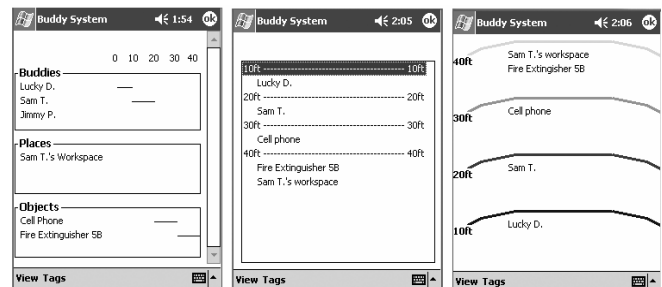 Buddy System 1:54 ok
0 10 20 30 40
Buddies
Lucky D.
Sam T.
Jimmy P.
Places
Sam T.'s Workspace
Objects
Cell Phone
Fire Extinguisher 5B
View Tags
Buddy System 2:05 ok
10ft 10ft
Lucky D.
20ft 20ft
Sam T.
30ft 30ft
Cell phone
40ft 40ft
Fire Extinguisher 5B
Sam T.'s workspace
View Tags
Buddy System 2:06 ok
Sam T.'s workspace
40ft
Fire Extingisher 5B
Cell phone
30ft
Sam T.
20ft
Lucky D.
10ft
View Tags